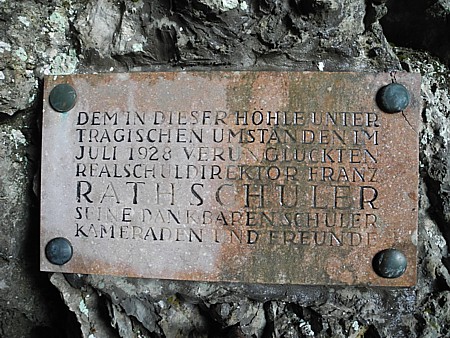 DEM IN DIESER HÖHLE UNTER
TRAGISCHEN UMSTÄNDEN IM
JULI 1928 VERUNGLÜCKTEN
REALSCHULDIREKTOR FRANZ
RATHSCHÜLER
SEINE DANKBAREN SCHÜLER
KAMERADEN UND FREUNDE